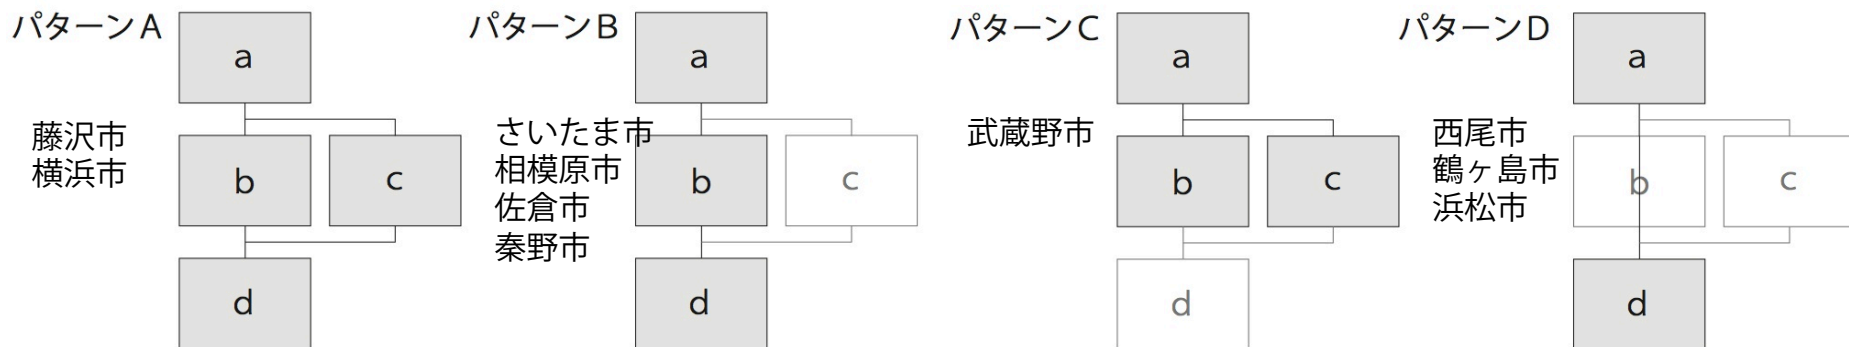 パターンA
a
藤沢市
横浜市
b
c
d
パターンB
a
さいたま市
相模原市
佐倉市
秦野市
b
c
d
パターンC
a
武蔵野市
b
c
d
パターンD
a
西尾市
鶴ヶ島市
浜松市
b
c
d